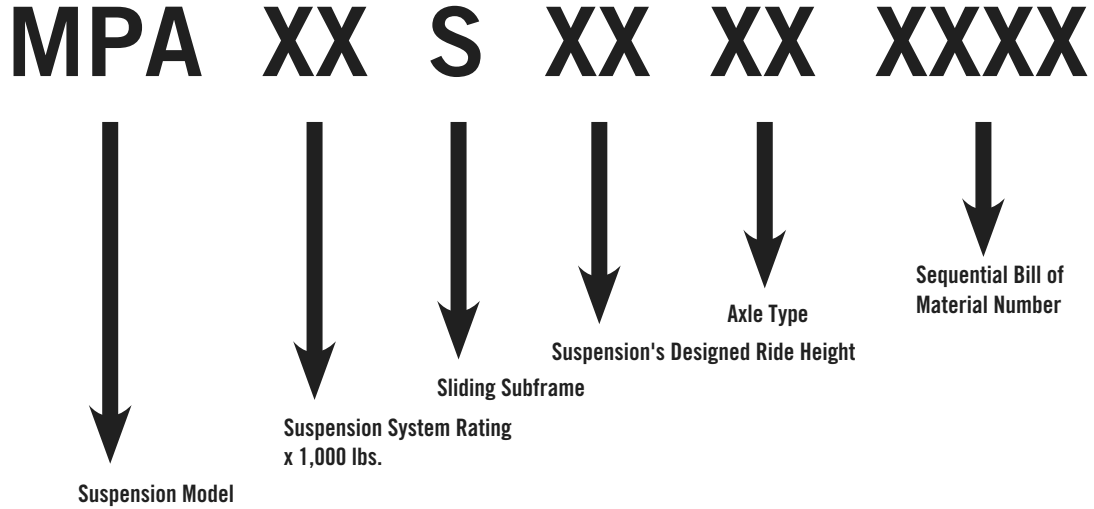 MPA XX S XX XX XXXX
Sequential Bill of
Material Number
Axle Type
Suspension's Designed Ride Height
Sliding Subframe
Suspension System Rating
x 1,000 lbs.
Suspension Model